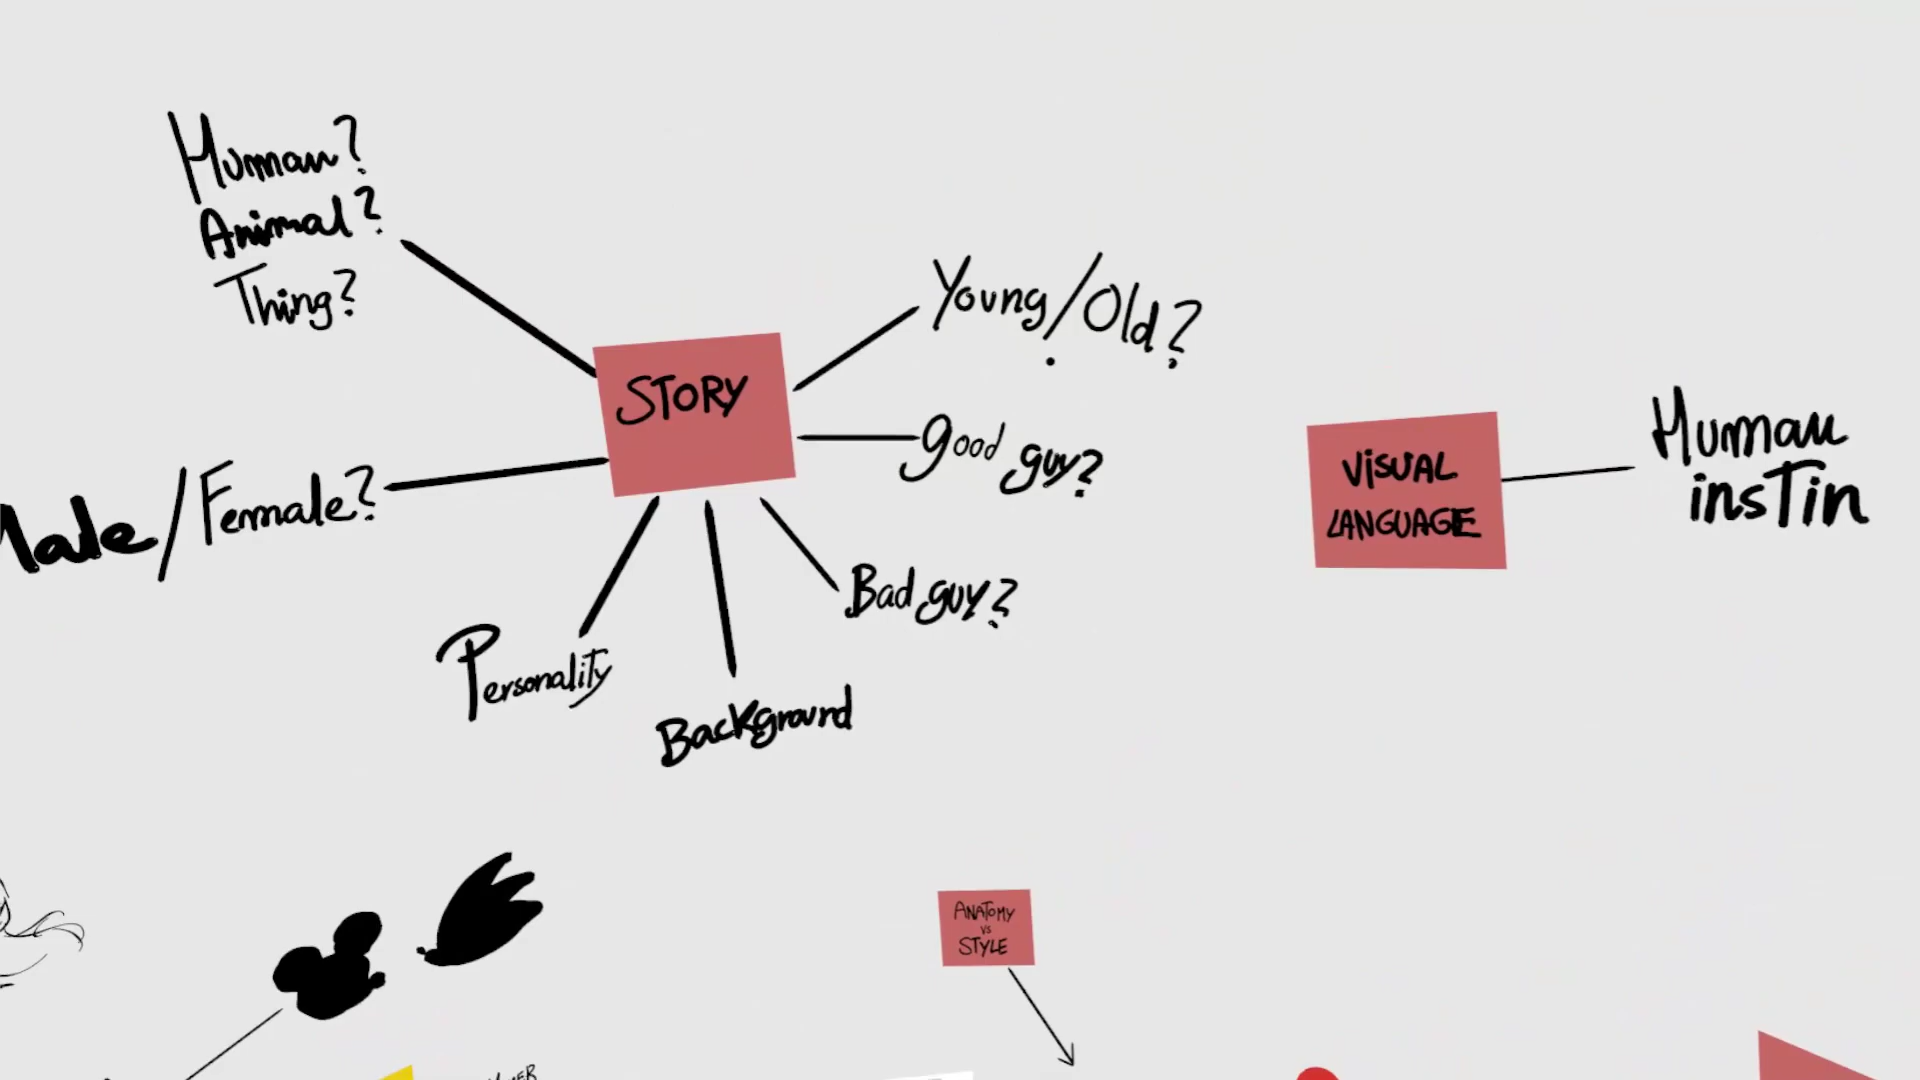 Human?
Animal?
Thing?
Young/Old?
STORY
good guy?
Male/Female?
Bad guy?
Personality
Background
VISUAL
LANGUAGE
Human
insTin
ANATOMY
VS
STYLE